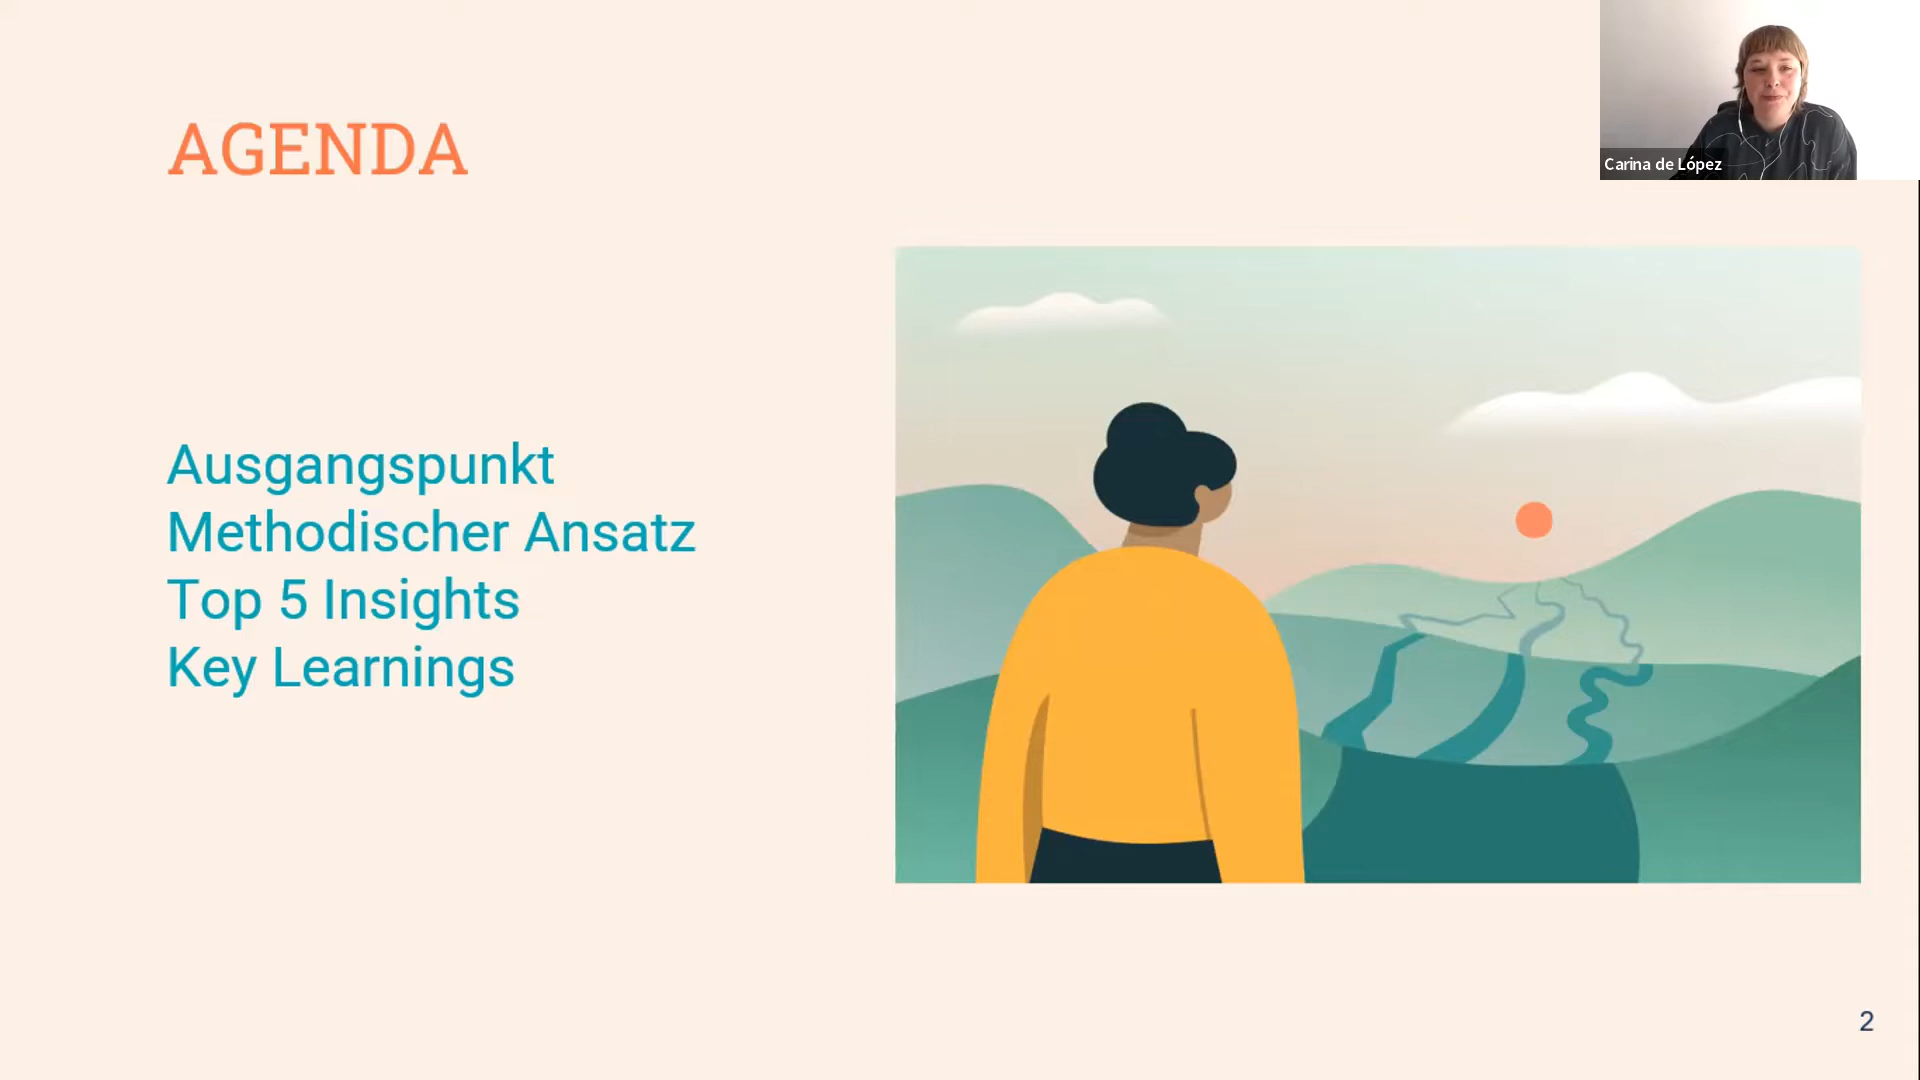 AGENDA
Carina de López
Ausgangspunkt
Methodischer Ansatz
Top 5 Insights
Key Learnings
2